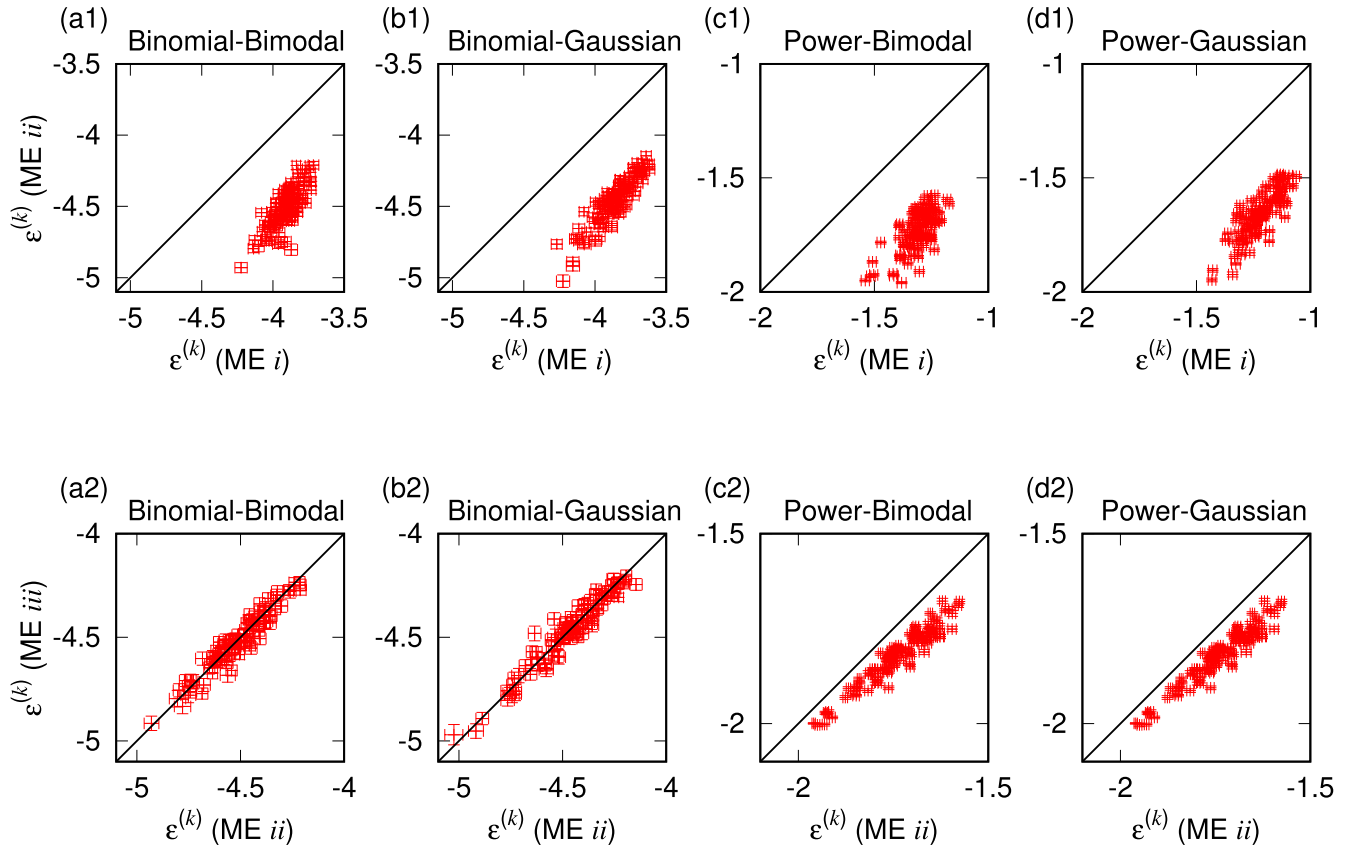 (a1) (b1) (c1) (d1)
Binomial-Bimodal Binomial-Gaussian Power-Bimodal Power-Gaussian
-3.5 -3.5 -1 -1
-4 -4
-4.5 -4.5 -1.5 -1.5
-5 -5 -2 -2
ε(k) (ME ii)
-5 -4.5 -4 -3.5 -5 -4.5 -4 -3.5 -2 -1.5 -1 -2 -1.5 -1
ε(k) (ME i) ε(k) (ME i) ε(k) (ME i) ε(k) (ME i)
(a2) (b2) (c2) (d2)
Binomial-Bimodal Binomial-Gaussian Power-Bimodal Power-Gaussian
-4 -4 -1.5 -1.5
-4.5 -4.5
-5 -5 -2 -2
ε(k) (ME iii)
-5 -4.5 -4 -5 -4.5 -4 -2 -1.5 -2 -1.5
ε(k) (ME ii) ε(k) (ME ii) ε(k) (ME ii) ε(k) (ME ii)